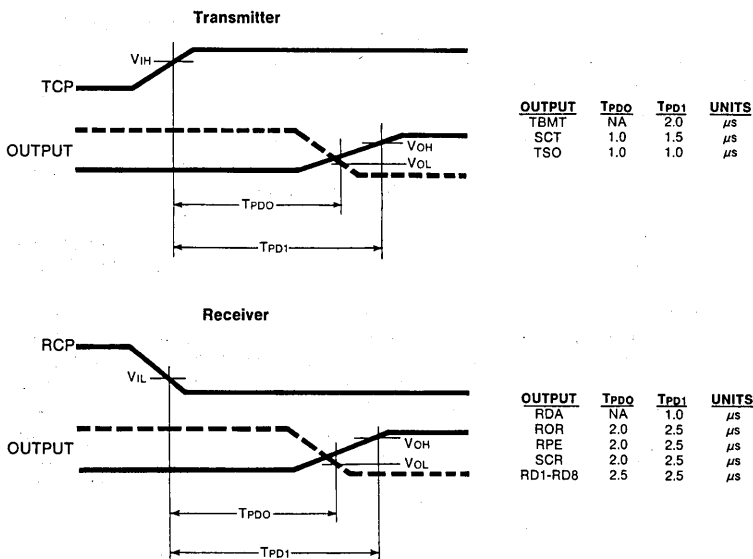 Transmitter
VIH
TCP
OUTPUT
VOH
VOL
TPDO
TPD1
OUTPUT TPDO TPD1 UNITS
TBMT NA 2.0 µs
SCT 1.0 1.5 µs
TSO 1.0 1.0 µs
Receiver
RCP
VIL
OUTPUT
VOH
VOL
TPDO
TPD1
OUTPUT TPDO TPD1 UNITS
RDA NA 1.0 µs
ROR 2.0 2.5 µs
RPE 2.0 2.5 µs
SCR 2.0 2.5 µs
RD1-RD8 2.5 2.5 µs